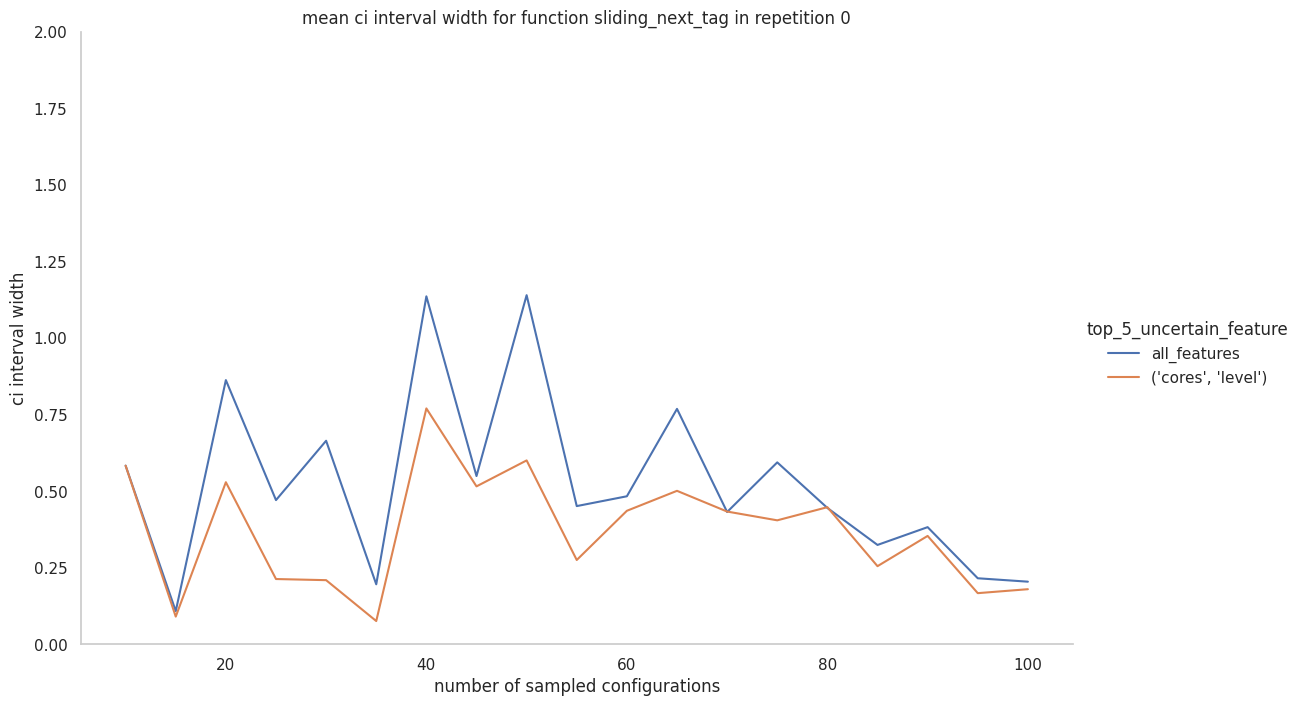 mean ci interval width for function sliding_next_tag in repetition 0
2.00
1.75
1.50
1.25
1.00
0.75
0.50
0.25
0.00
ci interval width
20
40
60
80
100
number of sampled configurations
top_5_uncertain_feature
all_features
('cores', 'level')